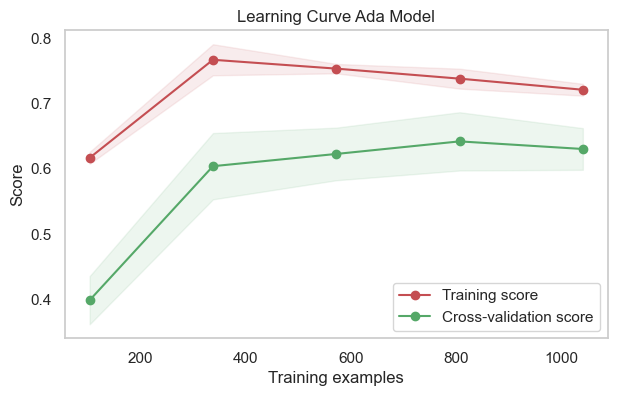 Learning Curve Ada Model
0.8
0.7
0.6
0.5
0.4
Score
200 400 600 800 1000
Training examples
Training score
Cross-validation score